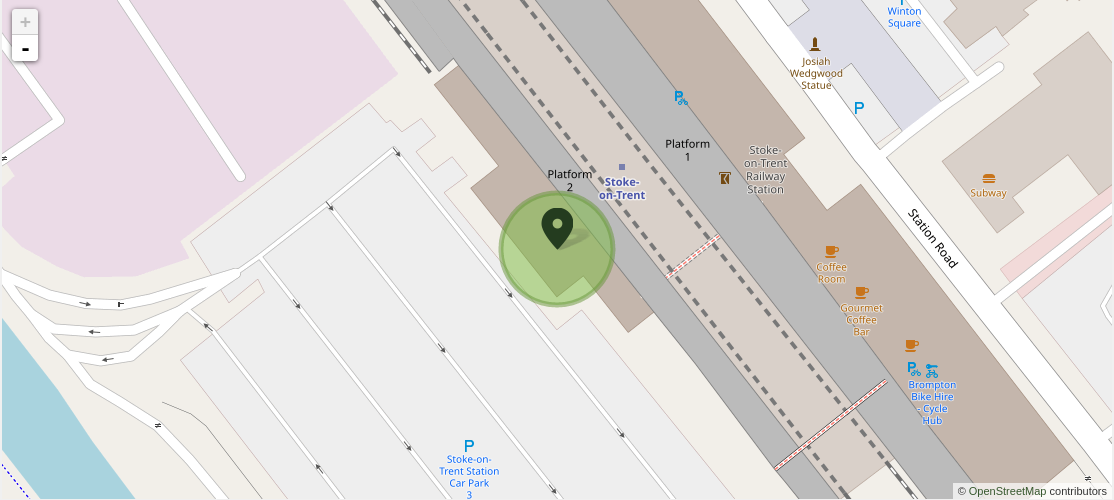 +
-
Winton
Square
Josiah
Wedgwood
Statue
P
P
Platform
1
Stoke-
on-Trent
Railway
Station
Platform
2
Stoke-
on-Trent
Subway
Station Road
Coffee
Room
Gourmet
Coffee
Bar
P
Brompton
Bike Hire
- Cycle
Hub
P
Stoke-on-
Trent Station
Car Park
3
© OpenStreetMap contributors